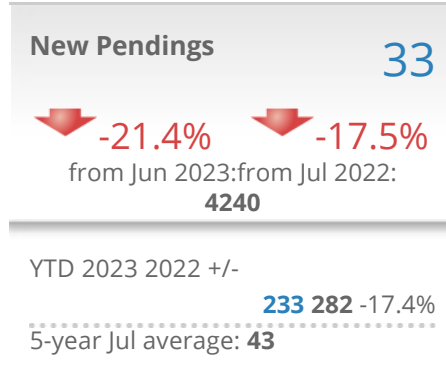 New Pendings
33
-21.4% -17.5%
from Jun 2023:from Jul 2022:
4240
YTD 2023 2022 +/-
233 282 -17.4%
5-year Jul average: 43